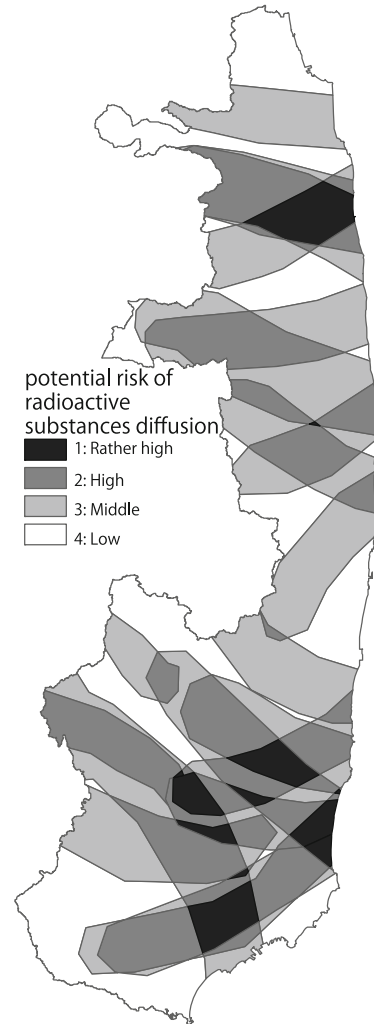 potential risk of
radioactive
substances diffusion
1: Rather high
2: High
3: Middle
4: Low